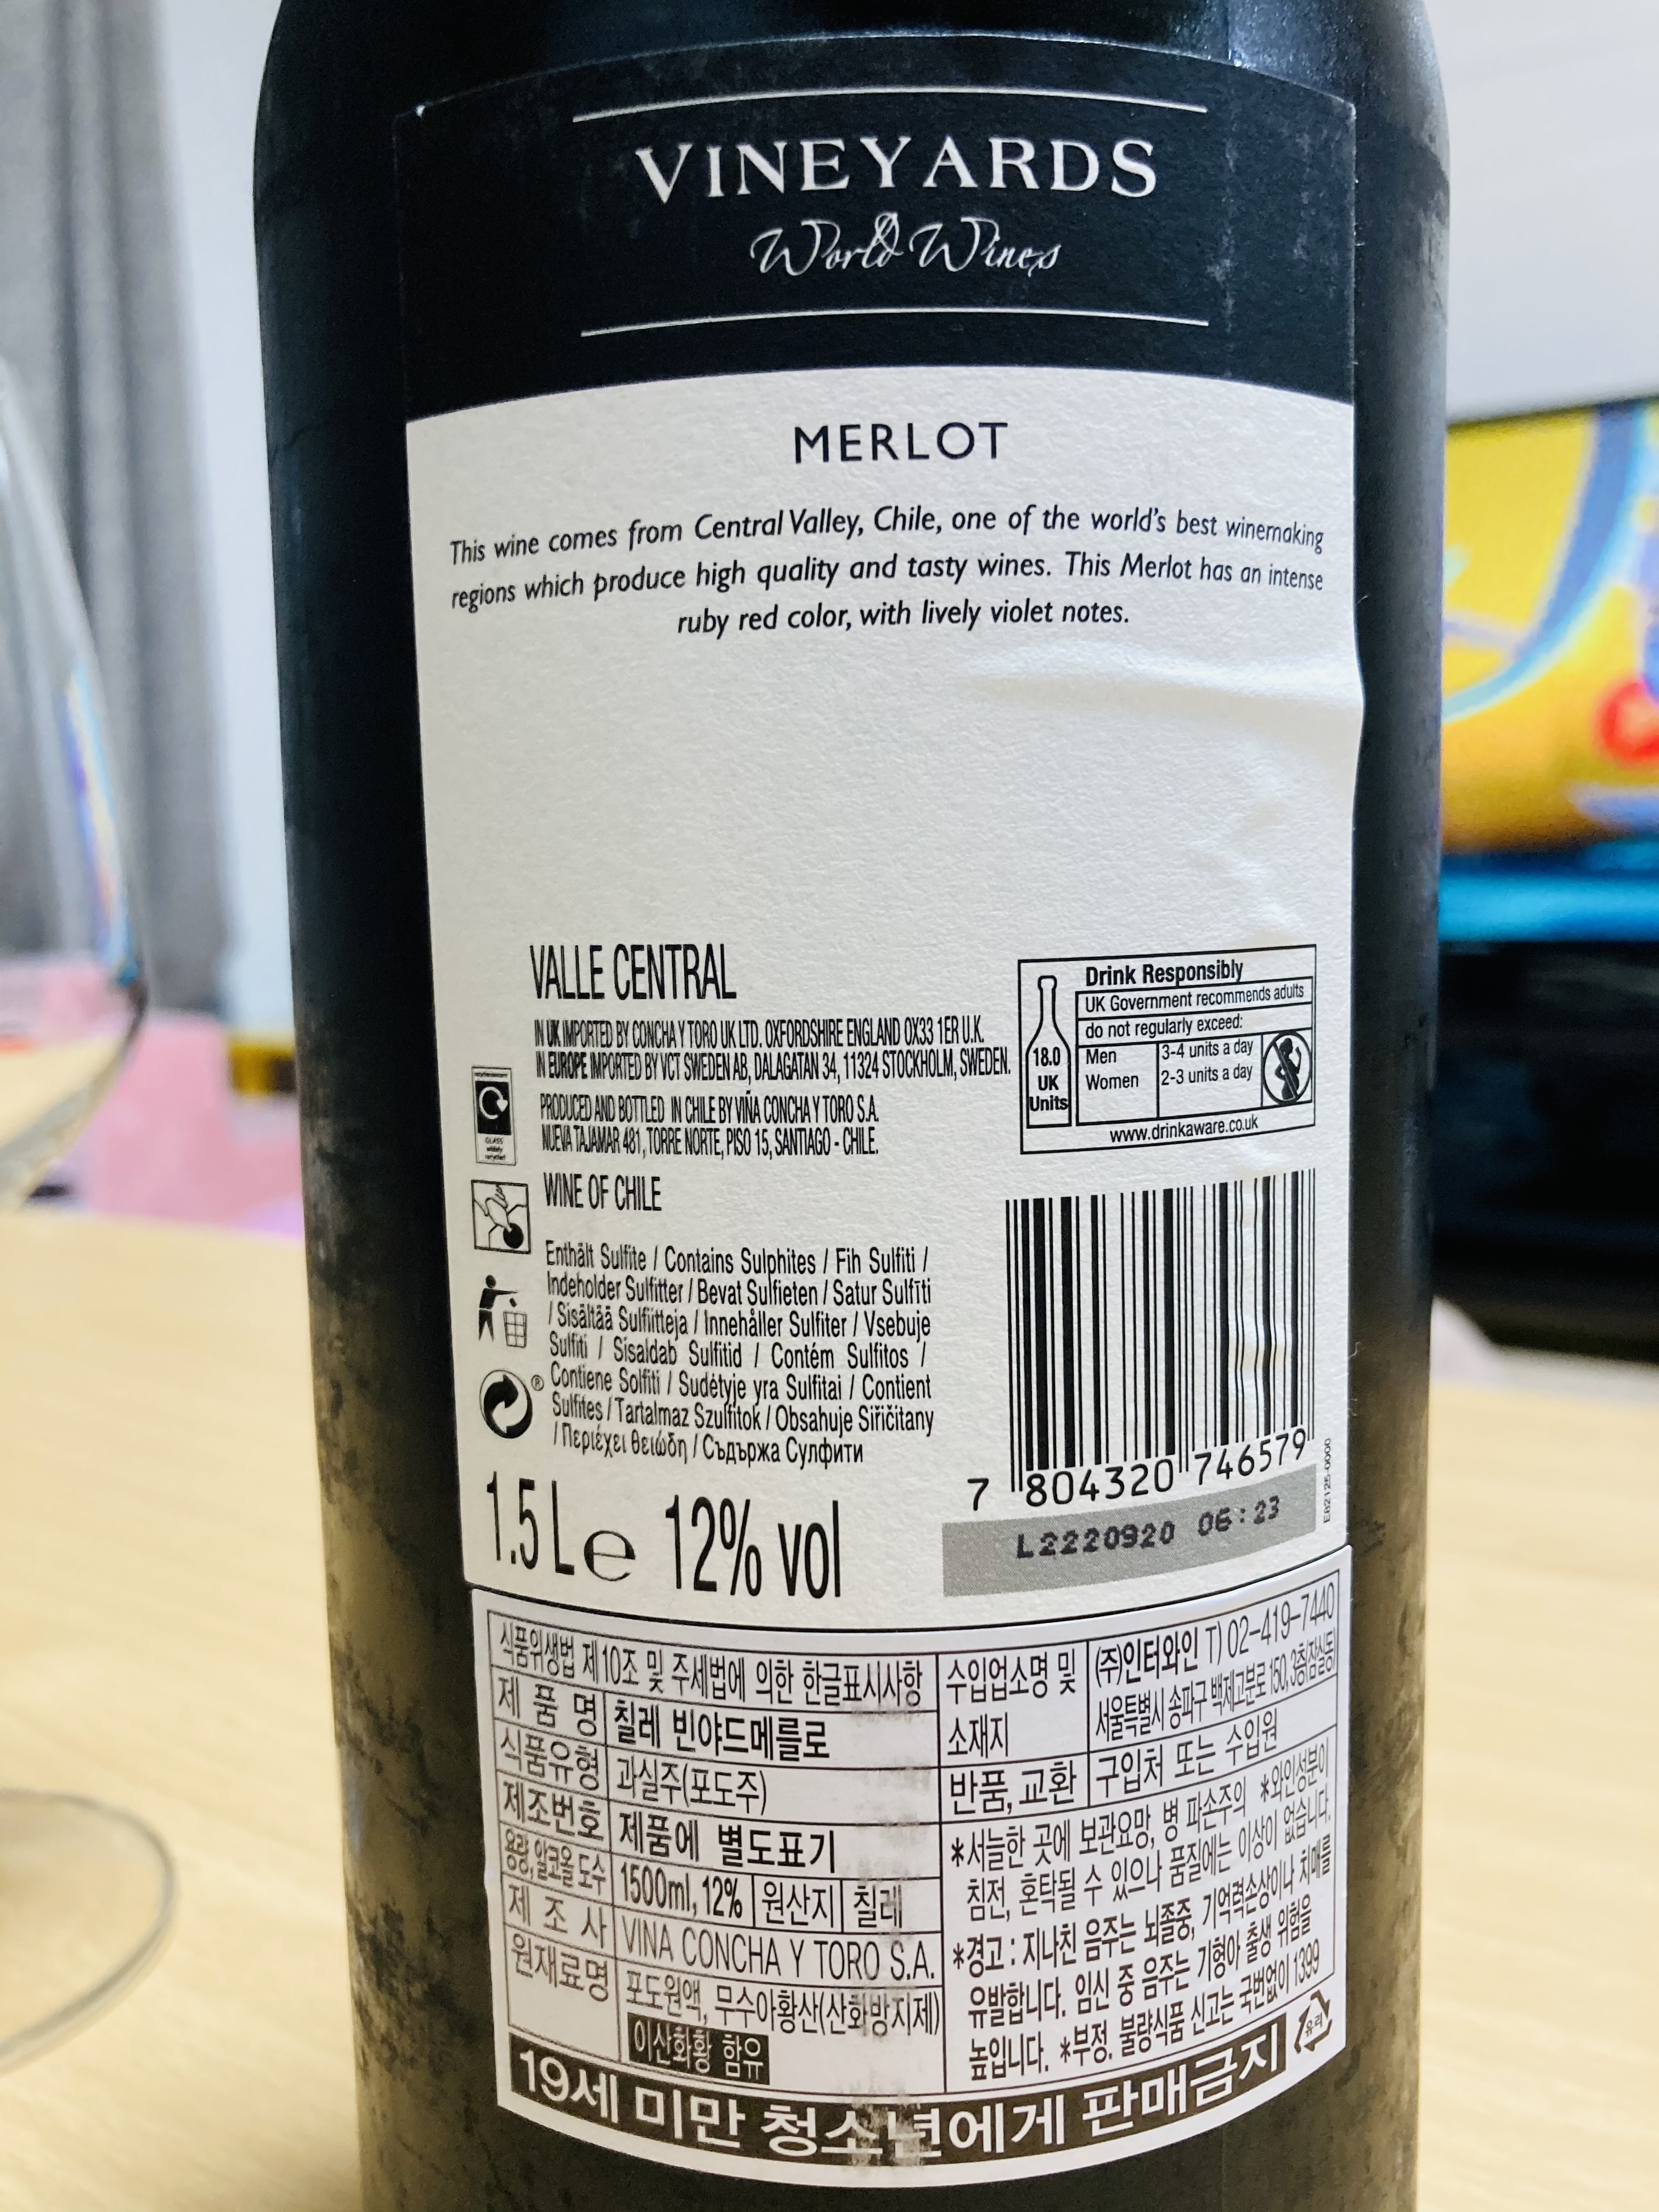 VINEYARDS
World Wines
MERLOT
This wine comes from Central Valley, Chile, one of the world's best winemaking
regions which produce high quality and tasty wines. This Merlot has an intense
ruby red color, with lively violet notes.
VALLE CENTRAL
IN UK IMPORTED BY CONCHA Y TORO UK LTD. OXFORDSHIRE ENGLAND OX33 1ER U.K.
IN EUROPE IMPORTED BY VCT SWEDEN AB, DALAGATAN 34, 11324 STOCKHOLM, SWEDEN.
PRODUCED AND BOTTLED IN CHILE BY VIÑA CONCHA Y TORO S.A.
NUEVA TAJAMAR 481, TORRE NORTE, PISO 15, SANTIAGO - CHILE.
GLASS
widely
recycled
WINE OF CHILE
Drink Responsibly
UK Government recommends adults
do not regularly exceed:
Men 3-4 units a day
Women 2-3 units a day
18.0
UK
Units
www.drinkaware.co.uk
Enthält Sulfite / Contains Sulphites / Fih Sulfiti /
Indeholder Sulfitter / Bevat Sulfieten / Satur Sulfīti
/ Sisältää Sulfiitteja / Innehåller Sulfiter / Vsebuje
Sulfiti / Sisaldab Sulfitid / Contém Sulfitos /
® Contiene Solfiti / Sudėtyje yra Sulfitai / Contient
Sulfites / Tartalmaz Szulfitok / Obsahuje Siřičitany
/ Περιέχει θειώδη / Съдържа Сулфити
7 804320 746579
E62125-0000
1.5 L e 12% vol
L2220920 06:23
식품위생법 제10조 및 주세법에 의한 한글표시사항
제 품 명 칠레 빈야드메를로
식품유형 과실주(포도주)
제조번호 제품에 별도표기
용량,알코올 도수 1500ml, 12% 원산지 칠레
제 조 사 VINA CONCHA Y TORO S.A.
원재료명 포도원액, 무수아황산(산화방지제)
이산화황 함유
수입업소명 및 (주)인터와인 T) 02-419-7440
소재지 서울특별시 송파구 백제고분로 150,3층(잠실동)
반품, 교환 구입처 또는 수입원
*서늘한 곳에 보관요망, 병 파손주의 *와인성분이
침전, 혼탁될 수 있으나 품질에는 이상이 없습니다.
*경고 : 지나친 음주는 뇌졸중, 기억력손상이나 치매를
유발합니다. 임신 중 음주는 기형아 출생 위험을
높입니다. *부정. 불량식품 신고는 국번없이 1399
유리
19세 미만 청소년에게 판매금지